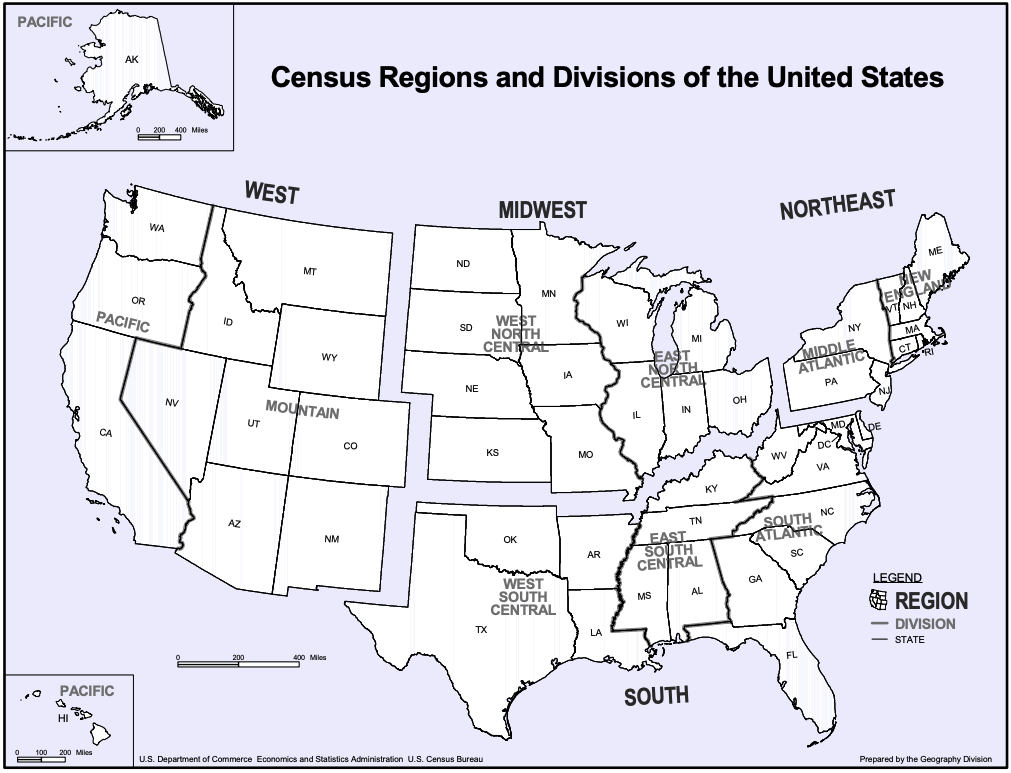 PACIFIC
AK
0 200 400 Miles
Census Regions and Divisions of the United States
WEST
MIDWEST
NORTHEAST
WA
MT
ND
MN
ME
OR
ID
SD
WI
MI
NY
VT
NH
NEW
ENGLAND
PACIFIC
WY
WEST
NORTH
CENTRAL
EAST
NORTH
CENTRAL
MIDDLE
ATLANTIC
MA
CT
RI
PA
NJ
NV
NE
IA
CA
UT
MOUNTAIN
CO
KS
MO
IL
IN
OH
WV
MD
DE
DC
VA
KY
AZ
NM
OK
AR
TN
NC
SOUTH
ATLANTIC
SC
EAST
SOUTH
CENTRAL
WEST
SOUTH
CENTRAL
MS
AL
GA
TX
LA
FL
LEGEND
REGION
DIVISION
STATE
0 200 400 Miles
SOUTH
PACIFIC
HI
0 100 200 Miles
U.S. Department of Commerce Economics and Statistics Administration U.S. Census Bureau
Prepared by the Geography Division